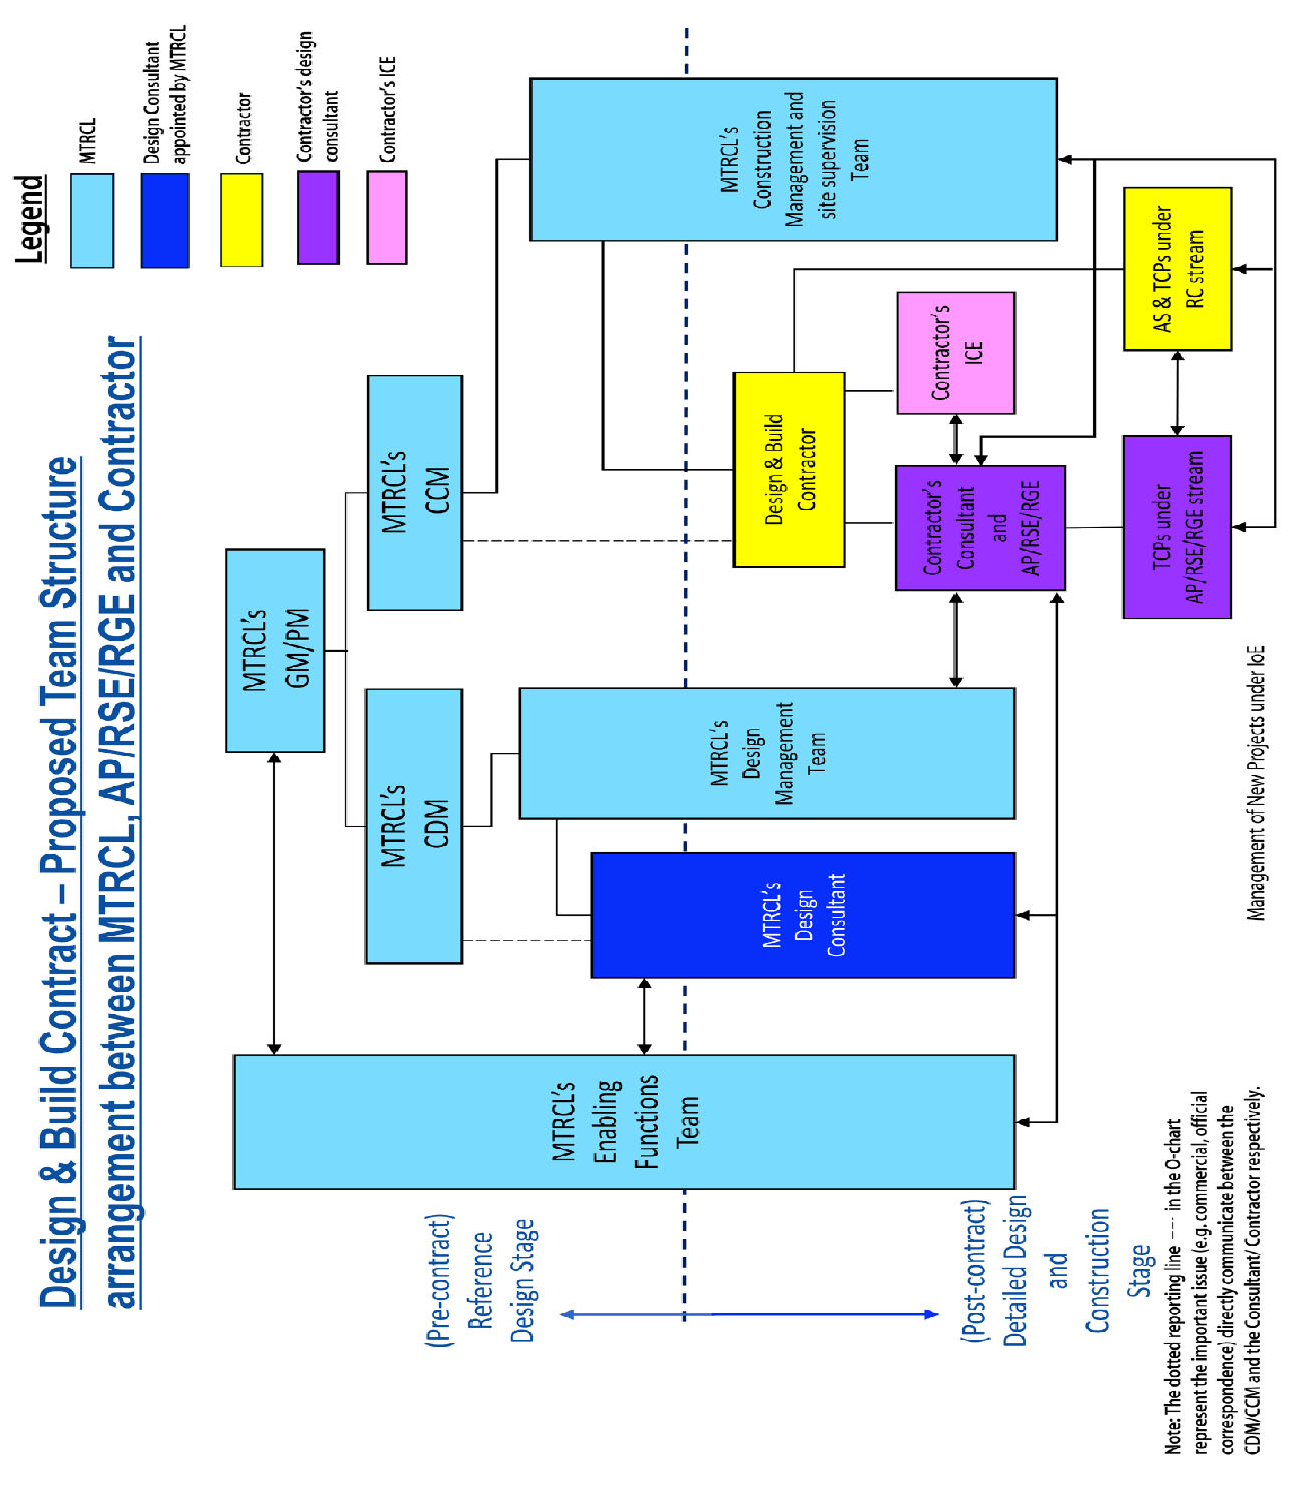 Design & Build Contract – Proposed Team Structure
arrangement between MTRCL, AP/RSE/RGE and Contractor
Legend
MTRCL
Design Consultant
appointed by MTRCL
Contractor
Contractor's design
consultant
Contractor's ICE
MTRCL's
GM/PM
MTRCL's
CDM
MTRCL's
CCM
(Pre-contract)
Reference
Design Stage
(Post-contract)
Detailed Design
and
Construction
Stage
MTRCL's
Enabling
Functions
Team
MTRCL's
Design
Consultant
MTRCL's
Design
Management
Team
Design & Build
Contractor
MTRCL's
Construction
Management and
site supervision
Team
Contractor's
Consultant
and
AP/RSE/RGE
Contractor's
ICE
TCPs under
AP/RSE/RGE stream
AS & TCPs under
RC stream
Note: The dotted reporting line ---- in the O-chart
represent the important issue (e.g. commercial, official
correspondence) directly communicate between the
CDM/CCM and the Consultant/ Contractor respectively.
Management of New Projects under IoE